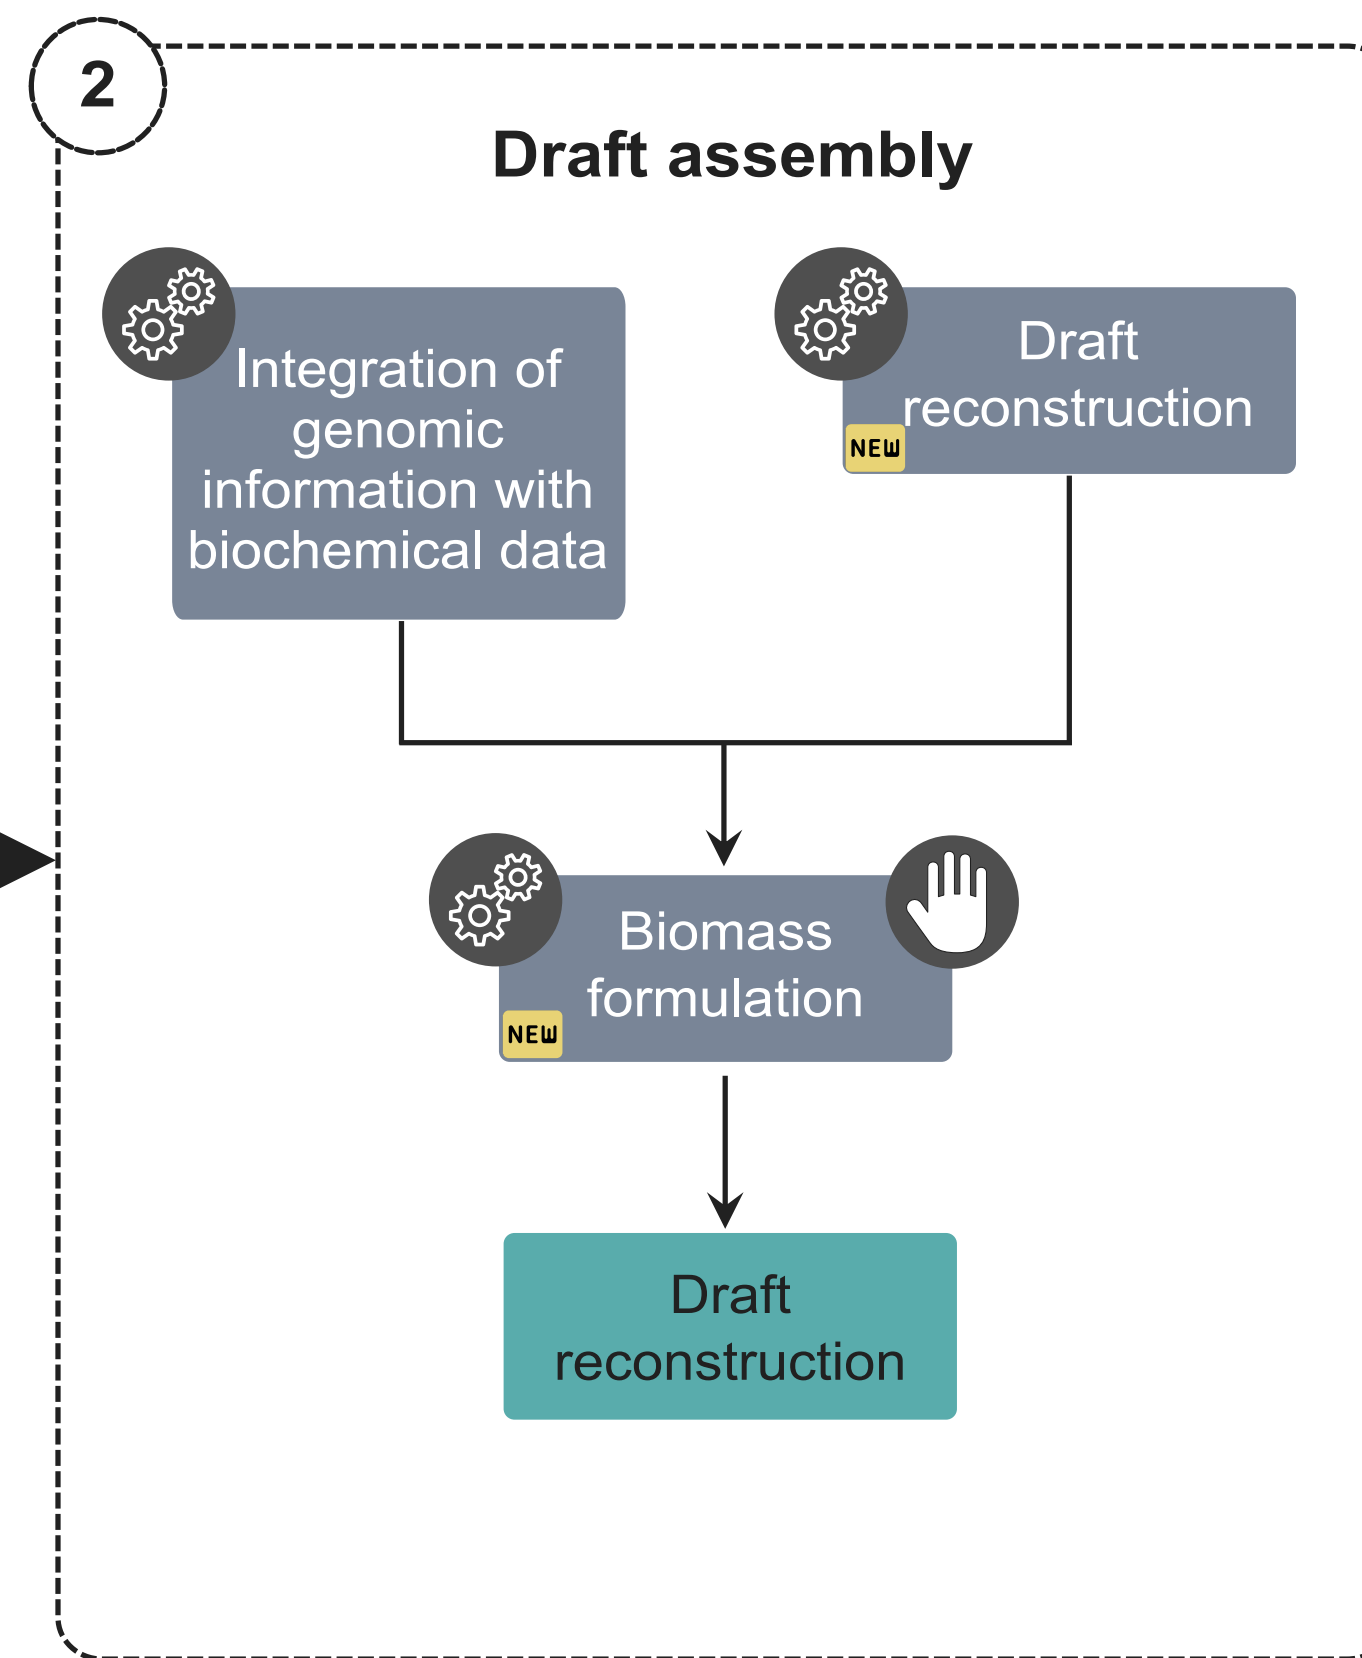 2
Draft assembly
Integration of
genomic
information with
biochemical data
Draft
reconstruction
NEW
Biomass
formulation
NEW
Draft
reconstruction